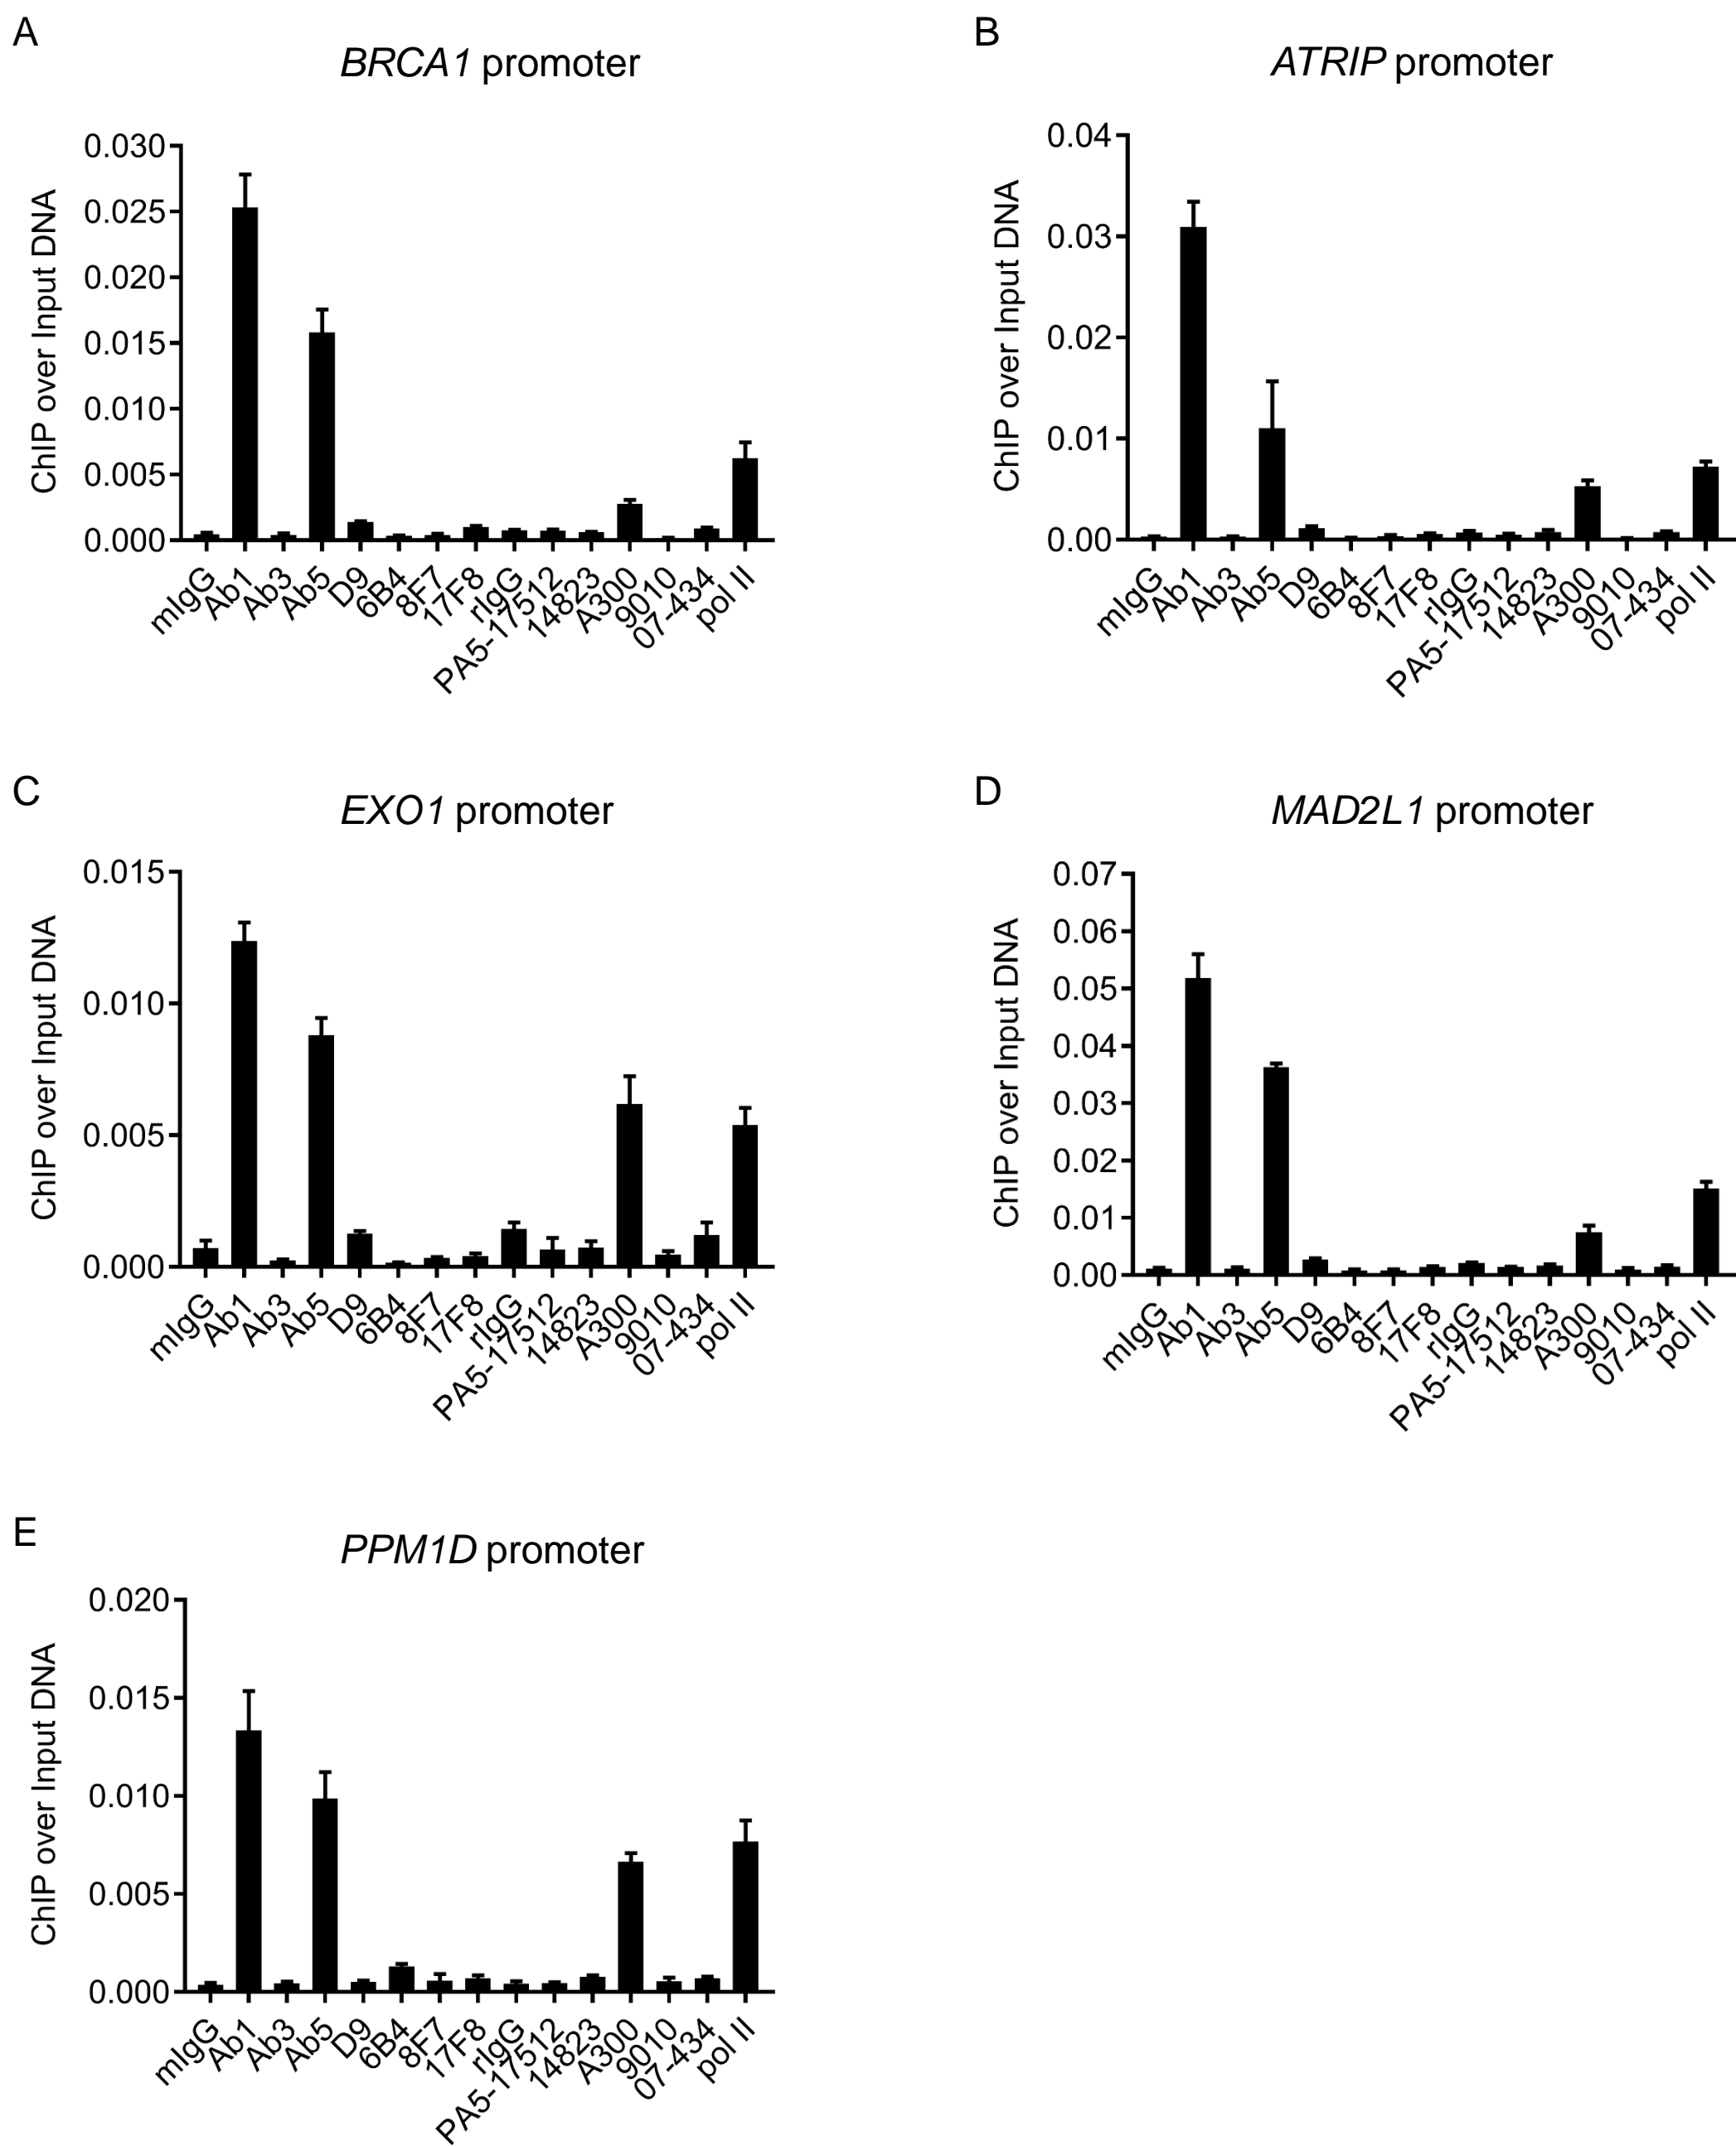 A
BRCA1 promoter
ChIP over Input DNA
0.030
0.025
0.020
0.015
0.010
0.005
0.000
mIgG
Ab1
Ab3
Ab5
D9
6B4
8F7
17F8
rIgG
PA5-17512
14823
A300
9010
07-434
pol II
B
ATRIP promoter
ChIP over Input DNA
0.04
0.03
0.02
0.01
0.00
mIgG
Ab1
Ab3
Ab5
D9
6B4
8F7
17F8
rIgG
PA5-17512
14823
A300
9010
07-434
pol II
C
EXO1 promoter
ChIP over Input DNA
0.015
0.010
0.005
0.000
mIgG
Ab1
Ab3
Ab5
D9
6B4
8F7
17F8
rIgG
PA5-17512
14823
A300
9010
07-434
pol II
D
MAD2L1 promoter
ChIP over Input DNA
0.07
0.06
0.05
0.04
0.03
0.02
0.01
0.00
mIgG
Ab1
Ab3
Ab5
D9
6B4
8F7
17F8
rIgG
PA5-17512
14823
A300
9010
07-434
pol II
E
PPM1D promoter
ChIP over Input DNA
0.020
0.015
0.010
0.005
0.000
mIgG
Ab1
Ab3
Ab5
D9
6B4
8F7
17F8
rIgG
PA5-17512
14823
A300
9010
07-434
pol II